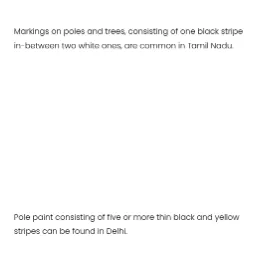 Markings on poles and trees, consisting of one black stripe
in-between two white ones, are common in Tamil Nadu.
Pole paint consisting of five or more thin black and yellow
stripes can be found in Delhi.